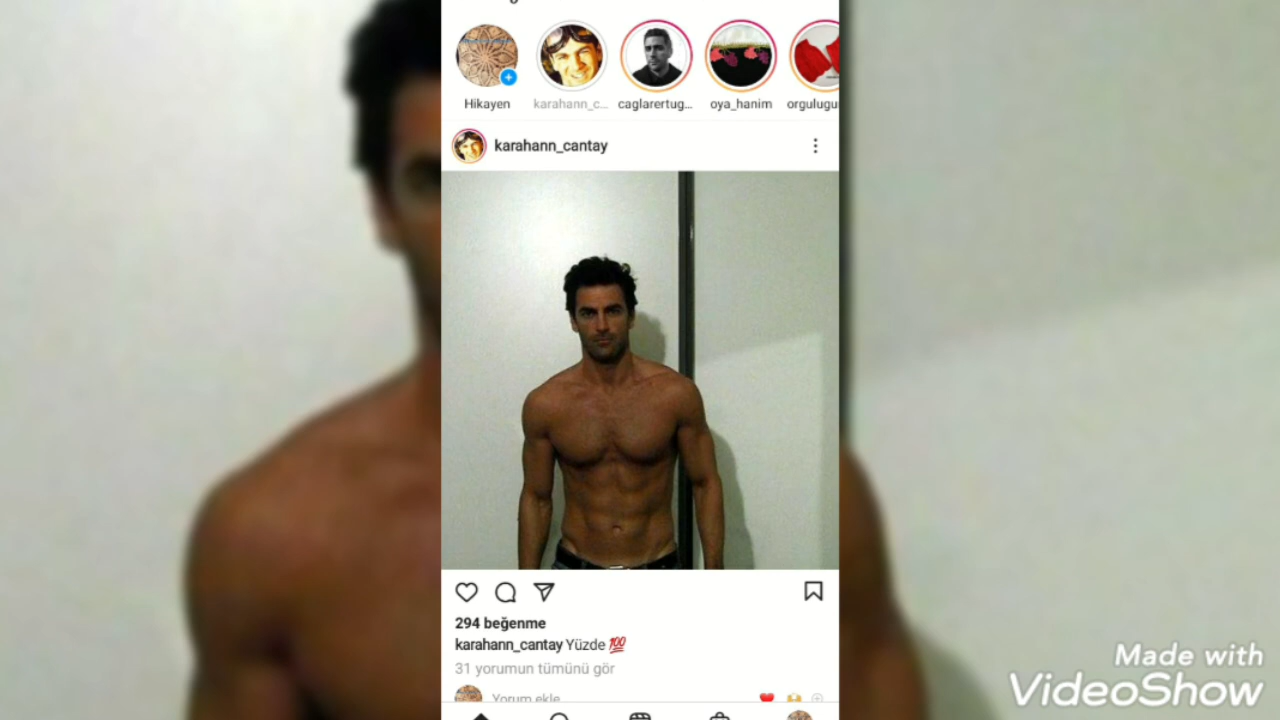 Hikayen
karahann_c...
caglarertug...
oya_hanim
orgulugu
karahann_cantay
294 beğenme
karahann_cantay Yüzde 💯
31 yorumun tümünü gör
Yorum ekle
Made with
VideoShow